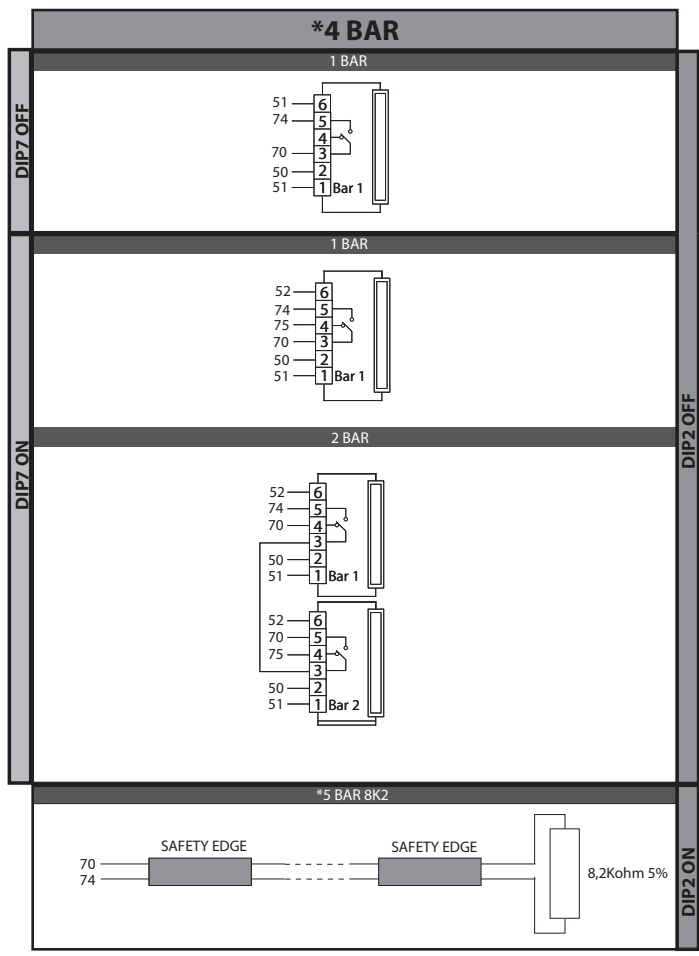 *4 BAR
DIP7 OFF
1 BAR
51 6
74 5
4
70 3
50 2
51 1 Bar 1
DIP7 ON
DIP2 OFF
1 BAR
52 6
74 5
75 4
70 3
50 2
51 1 Bar 1
2 BAR
52 6
74 5
70 4
3
50 2
51 1 Bar 1
52 6
70 5
75 4
3
50 2
51 1 Bar 2
*5 BAR 8K2
DIP2 ON
SAFETY EDGE SAFETY EDGE
70
74
8,2Kohm 5%